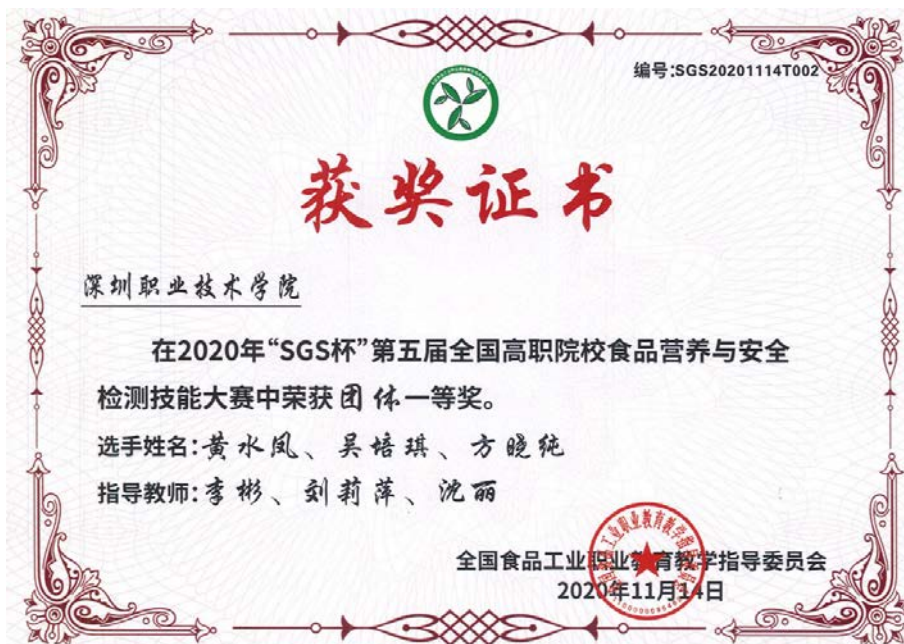 编号:SGS20201114T002
获奖证书
深圳职业技术学院
在2020年“SGS杯”第五届全国高职院校食品营养与安全
检测技能大赛中荣获团体一等奖。
选手姓名:黄水凤、吴培琪、方晓纯
指导教师:李彬、刘莉萍、沈丽
全国食品工业职业教育教学指导委员会
2020年11月14日